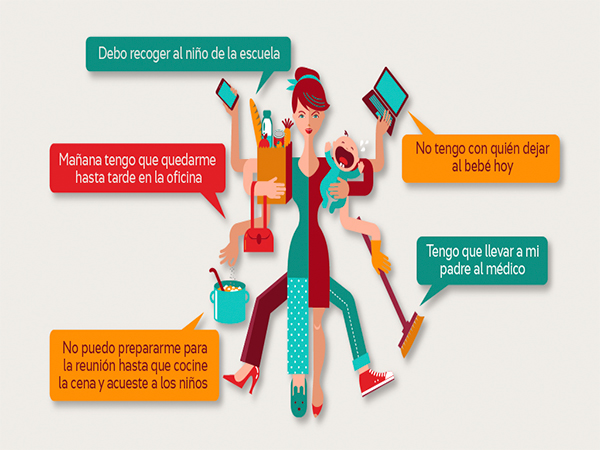 Debo recoger al niño de la escuela
No tengo con quién dejar
al bebé hoy
Mañana tengo que quedarme
hasta tarde en la oficina
Tengo que llevar a mi
padre al médico
No puedo prepararme para
la reunión hasta que cocine
la cena y acueste a los niños